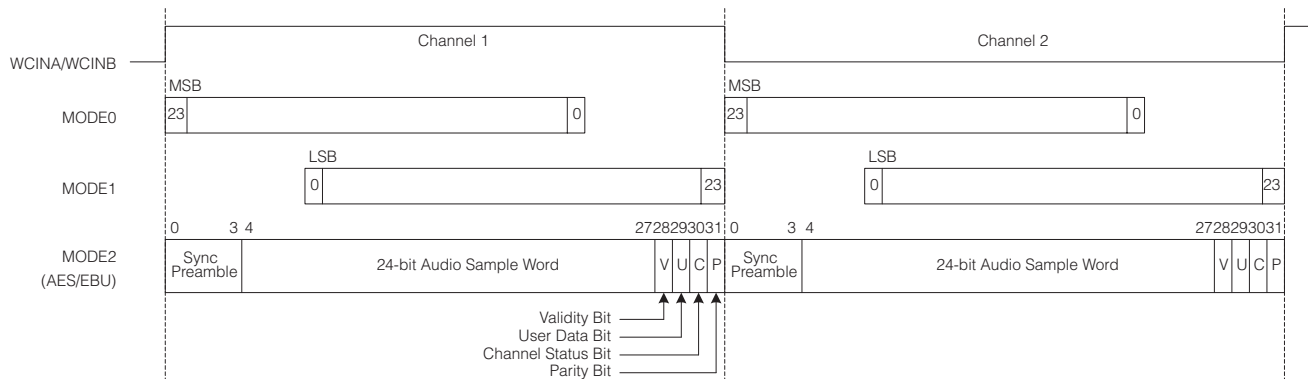 Channel 1 Channel 2
WCINA/WCINB
MSB MSB
MODE0 23 0 23 0
LSB LSB
MODE1 0 23 0 23
0 3 4 2728293031 0 3 4 2728293031
MODE2 Sync 24-bit Audio Sample Word V U C P Sync 24-bit Audio Sample Word V U C P
(AES/EBU) Preamble Preamble
Validity Bit
User Data Bit
Channel Status Bit
Parity Bit